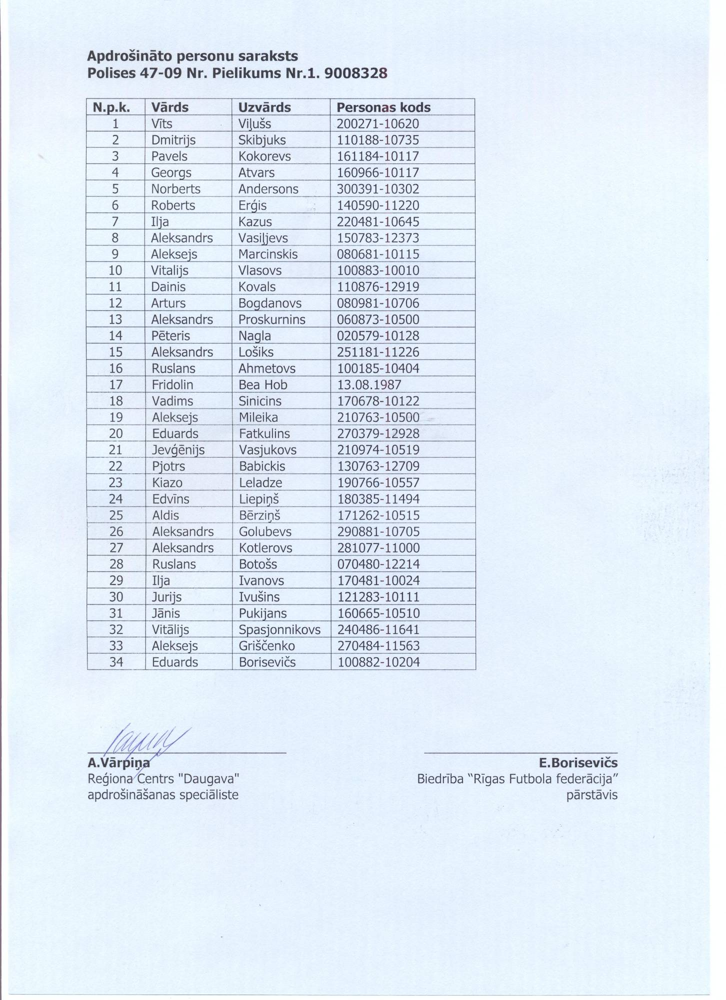 Apdrošināto personu saraksts
Polises 47-09 Nr. Pielikums Nr.1. 9008328
N.p.k. Vārds Uzvārds Personas kods
1 Vīts Viļušs 200271-10620
2 Dmitrijs Skibjuks 110188-10735
3 Pavels Kokorevs 161184-10117
4 Georgs Atvars 160966-10117
5 Norberts Andersons 300391-10302
6 Roberts Erģis 140590-11220
7 Ilja Kazus 220481-10645
8 Aleksandrs Vasiļjevs 150783-12373
9 Aleksejs Marcinskis 080681-10115
10 Vitalijs Vlasovs 100883-10010
11 Dainis Kovals 110876-12919
12 Arturs Bogdanovs 080981-10706
13 Aleksandrs Proskurnins 060873-10500
14 Pēteris Nagla 020579-10128
15 Aleksandrs Lošiks 251181-11226
16 Ruslans Ahmetovs 100185-10404
17 Fridolin Bea Hob 13.08.1987
18 Vadims Sinicins 170678-10122
19 Aleksejs Mileika 210763-10500
20 Eduards Fatkulins 270379-12928
21 Jevģēnijs Vasjukovs 210974-10519
22 Pjotrs Babickis 130763-12709
23 Kiazo Leladze 190766-10557
24 Edvīns Liepiņš 180385-11494
25 Aldis Bērziņš 171262-10515
26 Aleksandrs Golubevs 290881-10705
27 Aleksandrs Kotlerovs 281077-11000
28 Ruslans Botošs 070480-12214
29 Ilja Ivanovs 170481-10024
30 Jurijs Ivušins 121283-10111
31 Jānis Pukijans 160665-10510
32 Vitālijs Spasjonnikovs 240486-11641
33 Aleksejs Griščenko 270484-11563
34 Eduards Borisevičs 100882-10204
A.Vārpiņa E.Borisevičs
Reģiona Centrs "Daugava" Biedrība “Rīgas Futbola federācija”
apdrošināšanas speciāliste pārstāvis